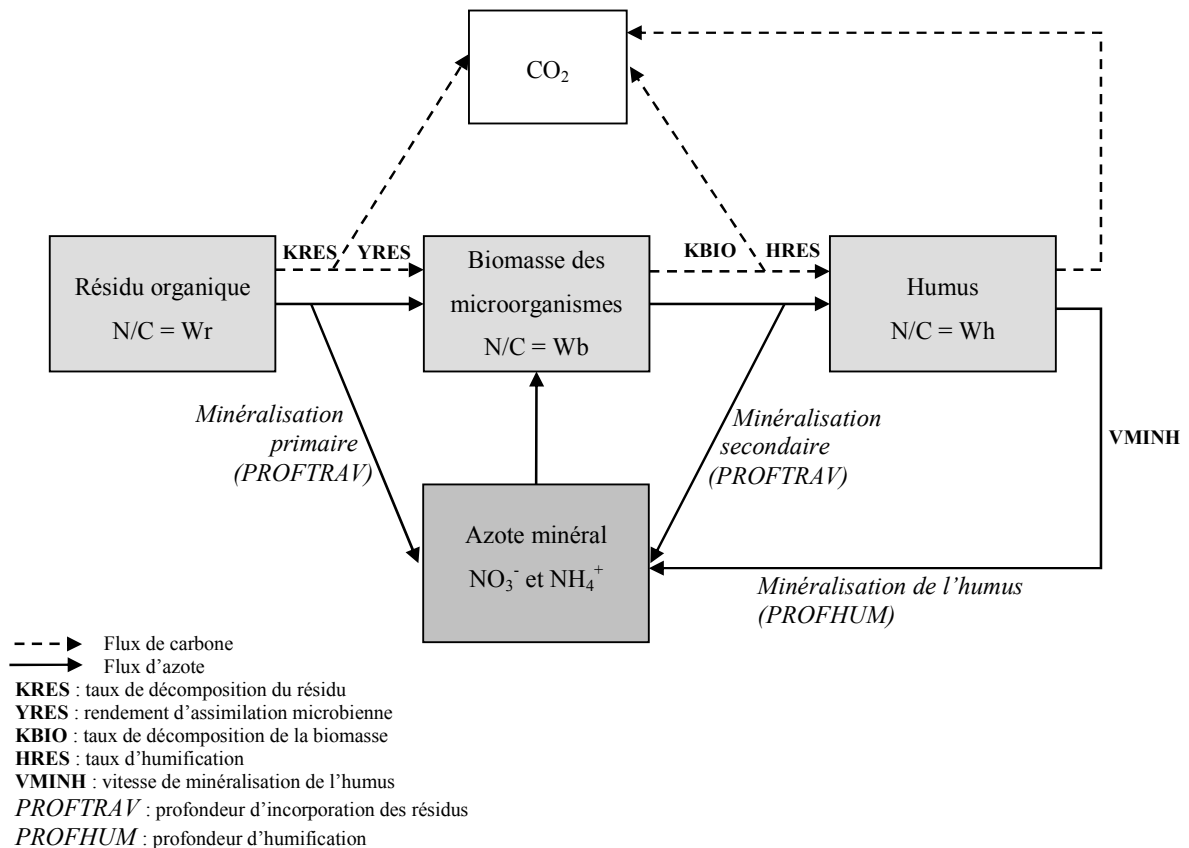 CO₂
KRES YRES
KBIO HRES
Résidu organique
N/C = Wr
Biomasse des
microorganismes
N/C = Wb
Humus
N/C = Wh
Minéralisation
primaire
(PROFTRAV)
Minéralisation
secondaire
(PROFTRAV)
VMINH
Azote minéral
NO₃⁻ et NH₄⁺
Minéralisation de l’humus
(PROFHUM)
Flux de carbone
Flux d’azote
KRES : taux de décomposition du résidu
YRES : rendement d’assimilation microbienne
KBIO : taux de décomposition de la biomasse
HRES : taux d’humification
VMINH : vitesse de minéralisation de l’humus
PROFTRAV : profondeur d’incorporation des résidus
PROFHUM : profondeur d’humification